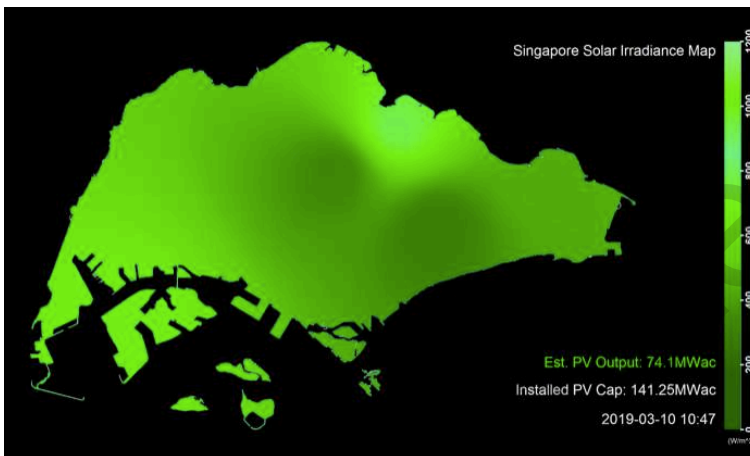 Singapore Solar Irradiance Map
1200
1000
800
600
400
200
0
(W/m²)
Est. PV Output: 74.1MWac
Installed PV Cap: 141.25MWac
2019-03-10 10:47